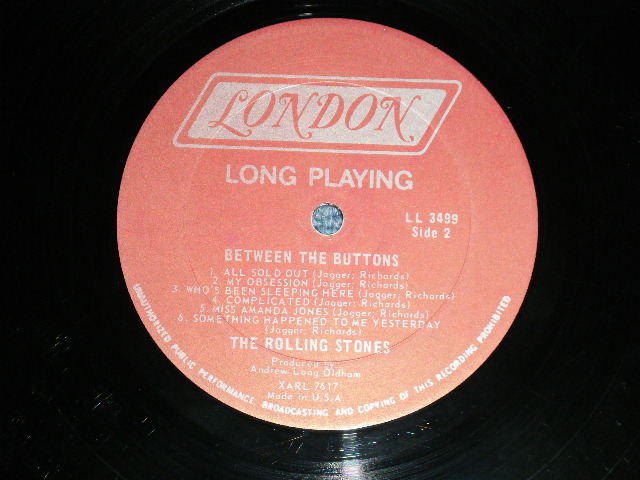 LONDON
LONG PLAYING
LL 3499
Side 2
BETWEEN THE BUTTONS
1. ALL SOLD OUT (Jagger; Richards)
2. MY OBSESSION (Jagger; Richards)
3. WHO'S BEEN SLEEPING HERE (Jagger; Richards)
4. COMPLICATED (Jagger; Richards)
5. MISS AMANDA JONES (Jagger; Richards)
6. SOMETHING HAPPENED TO ME YESTERDAY
(Jagger; Richards)
THE ROLLING STONES
Produced by:
Andrew Loog Oldham
XARL 7617
Made in U.S.A.
UNAUTHORIZED PUBLIC PERFORMANCE, BROADCASTING AND COPYING OF THIS RECORDING PROHIBITED